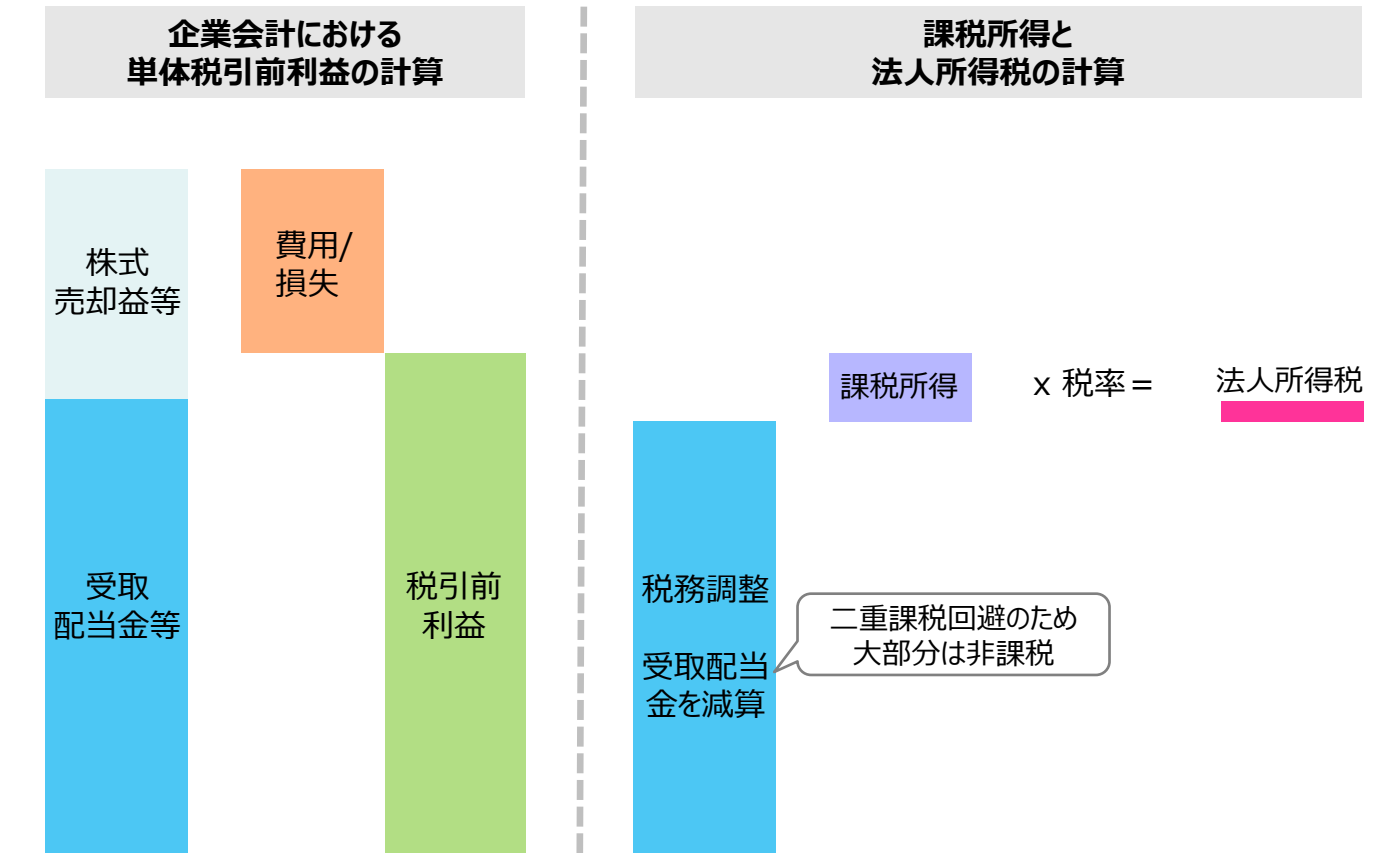 企業会計における
単体税引前利益の計算
課税所得と
法人所得税の計算
株式
売却益等
費用/
損失
受取
配当金等
税引前
利益
課税所得
x 税率 =
法人所得税
税務調整
受取配当
金を減算
二重課税回避のため
大部分は非課税